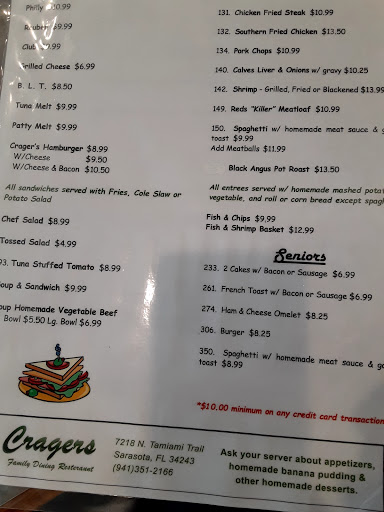 Philly $10.99
Reuben $9.99
Club $9.99
Grilled Cheese $6.99
B. L. T. $8.50
Tuna Melt $9.99
Patty Melt $9.99
Crager's Hamburger $8.99
W/Cheese $9.50
W/Cheese & Bacon $10.50
All sandwiches served with Fries, Cole Slaw or
Potato Salad
Chef Salad $8.99
Tossed Salad $4.99
93. Tuna Stuffed Tomato $8.99
Soup & Sandwich $9.99
Soup Homemade Vegetable Beef
Bowl $5.50 Lg. Bowl $6.99
131. Chicken Fried Steak $10.99
132. Southern Fried Chicken $13.50
134. Pork Chops $10.99
140. Calves Liver & Onions w/ gravy $10.25
142. Shrimp - Grilled, Fried or Blackened $13.99
149. Reds "Killer" Meatloaf $10.99
150. Spaghetti w/ homemade meat sauce & g
toast $9.99
Add Meatballs $11.99
Black Angus Pot Roast $13.50
All entrees served w/ homemade mashed potat
vegetable, and roll or corn bread except spagh
Fish & Chips $9.99
Fish & Shrimp Basket $12.99
Seniors
233. 2 Cakes w/ Bacon or Sausage $6.99
261. French Toast w/ Bacon or Sausage $6.99
274. Ham & Cheese Omelet $8.25
306. Burger $8.25
350. Spaghetti w/ homemade meat sauce & ga
toast $8.99
*$10.00 minimum on any credit card transaction
Cragers
Family Dining Restaurant
7218 N. Tamiami Trail
Sarasota, FL 34243
(941)351-2166
Ask your server about appetizers,
homemade banana pudding &
other homemade desserts.